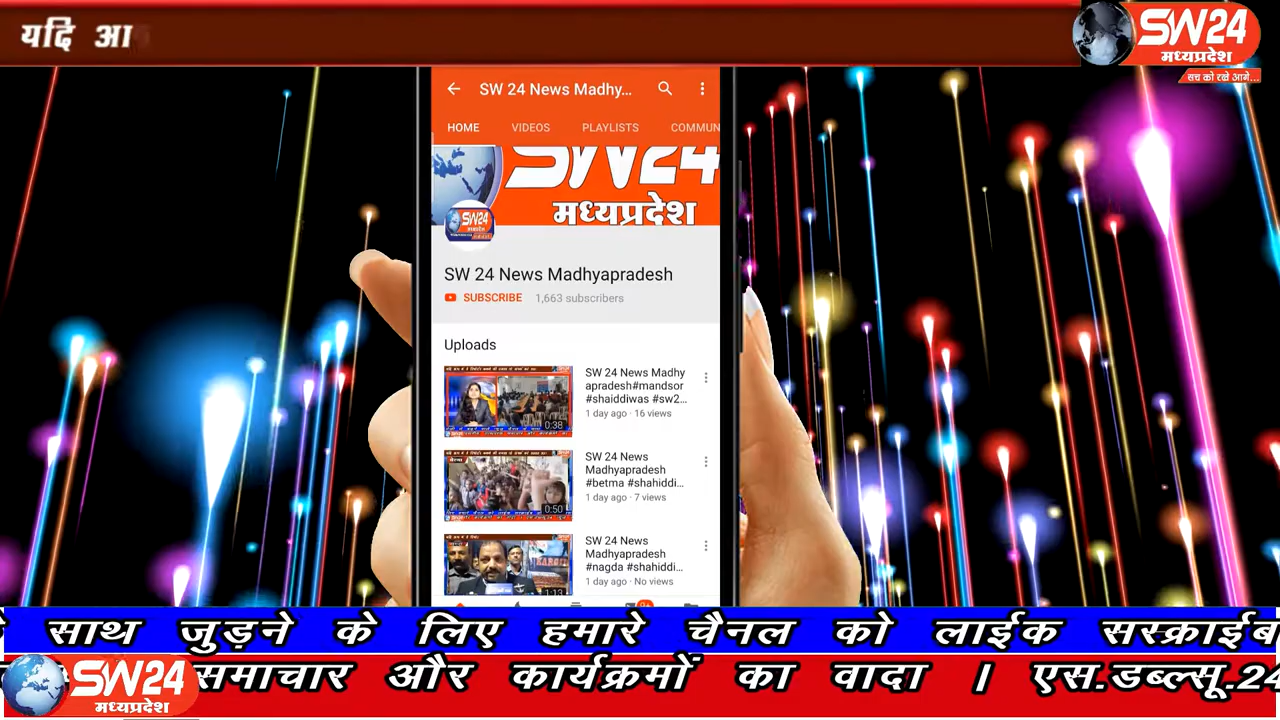 यदि आ
SW24
मध्यप्रदेश
सच को रखे आगे...
SW 24 News Madhy...
HOME VIDEOS PLAYLISTS COMMUN
SW24
मध्यप्रदेश
SW24
SW 24 News Madhyapradesh
SUBSCRIBE 1,663 subscribers
Uploads
SW 24 News Madhy
apradesh#mandsor
#shaiddiwas #sw2...
1 day ago · 16 views
0:38
SW 24 News
Madhyapradesh
#betma #shahiddi...
1 day ago · 7 views
0:50
SW 24 News
Madhyapradesh
#nagda #shahiddi...
1 day ago · No views
1:13
साथ जुड़ने के लिए हमारे चैनल को लाईक सस्क्राईब
समाचार और कार्यक्रमों का वादा । एस.डब्ल्सू.24
SW24
मध्यप्रदेश